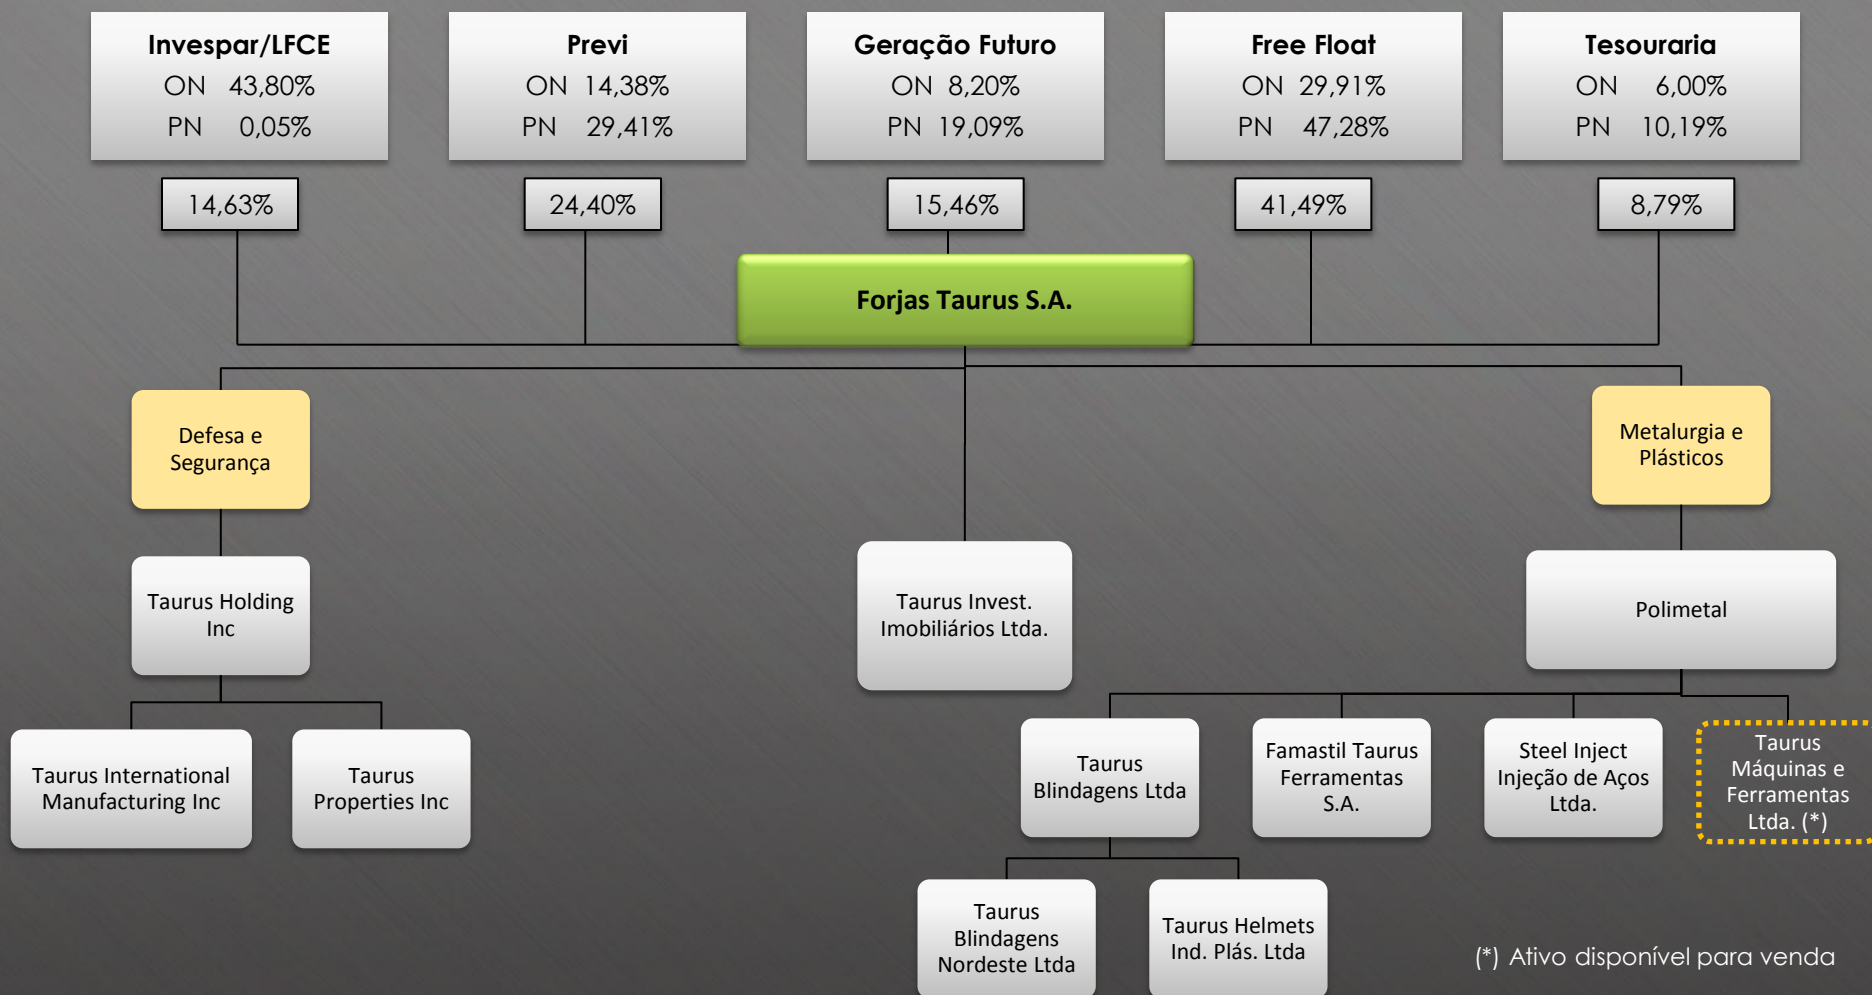 Invespar/LFCE
ON 43,80%
PN 0,05%
14,63%
Previ
ON 14,38%
PN 29,41%
24,40%
Geração Futuro
ON 8,20%
PN 19,09%
15,46%
Free Float
ON 29,91%
PN 47,28%
41,49%
Tesouraria
ON 6,00%
PN 10,19%
8,79%
Forjas Taurus S.A.
Defesa e
Segurança
Metalurgia e
Plásticos
Taurus Holding
Inc
Taurus Invest.
Imobiliários Ltda.
Polimetal
Taurus International
Manufacturing Inc
Taurus
Properties Inc
Taurus
Blindagens Ltda
Famastil Taurus
Ferramentas
S.A.
Steel Inject
Injeção de Aços
Ltda.
Taurus
Máquinas e
Ferramentas
Ltda. (*)
Taurus
Blindagens
Nordeste Ltda
Taurus Helmets
Ind. Plás. Ltda
(*) Ativo disponível para venda